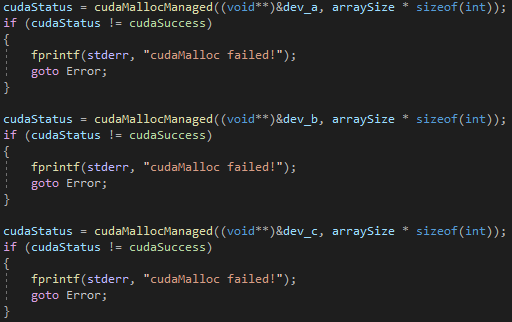 cudaStatus = cudaMallocManaged((void**)&dev_a, arraySize * sizeof(int));
if (cudaStatus != cudaSuccess)
{
    fprintf(stderr, "cudaMalloc failed!");
    goto Error;
}

cudaStatus = cudaMallocManaged((void**)&dev_b, arraySize * sizeof(int));
if (cudaStatus != cudaSuccess)
{
    fprintf(stderr, "cudaMalloc failed!");
    goto Error;
}

cudaStatus = cudaMallocManaged((void**)&dev_c, arraySize * sizeof(int));
if (cudaStatus != cudaSuccess)
{
    fprintf(stderr, "cudaMalloc failed!");
    goto Error;
}